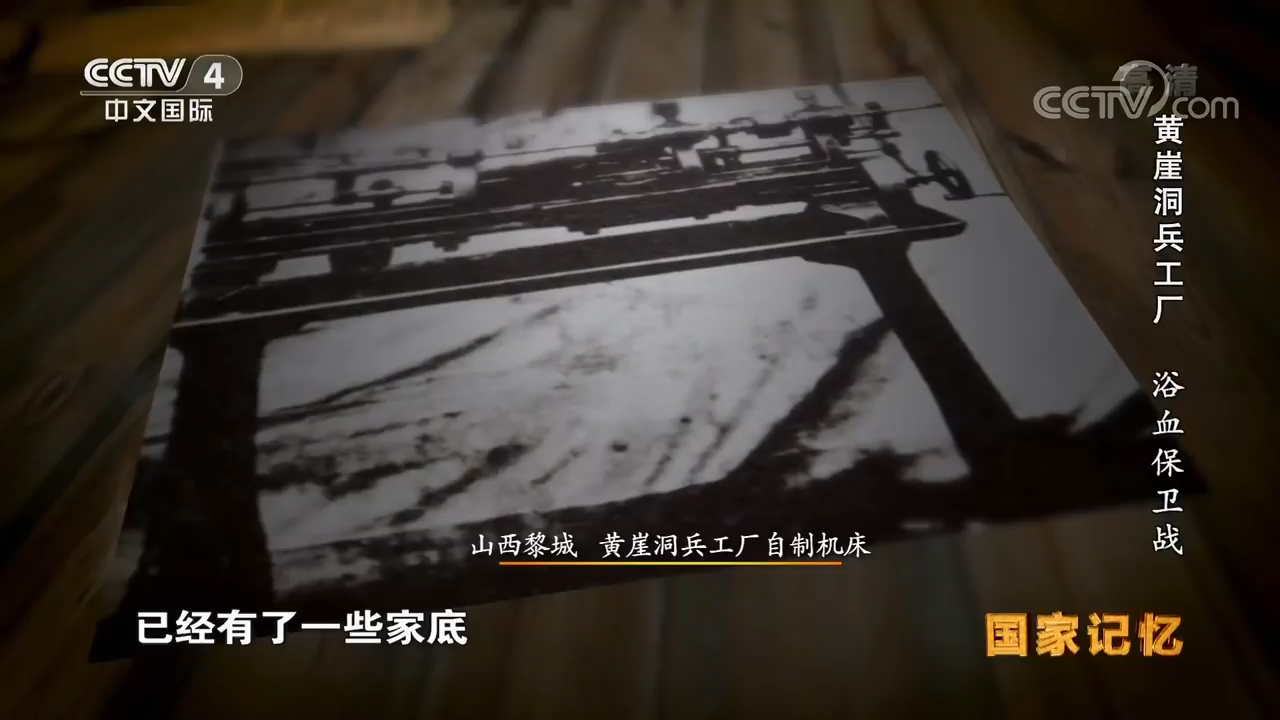 CCTV 4
中文国际
高清
CCTV.com
黄崖洞兵工厂 浴血保卫战
山西黎城 黄崖洞兵工厂自制机床
已经有了一些家底
国家记忆